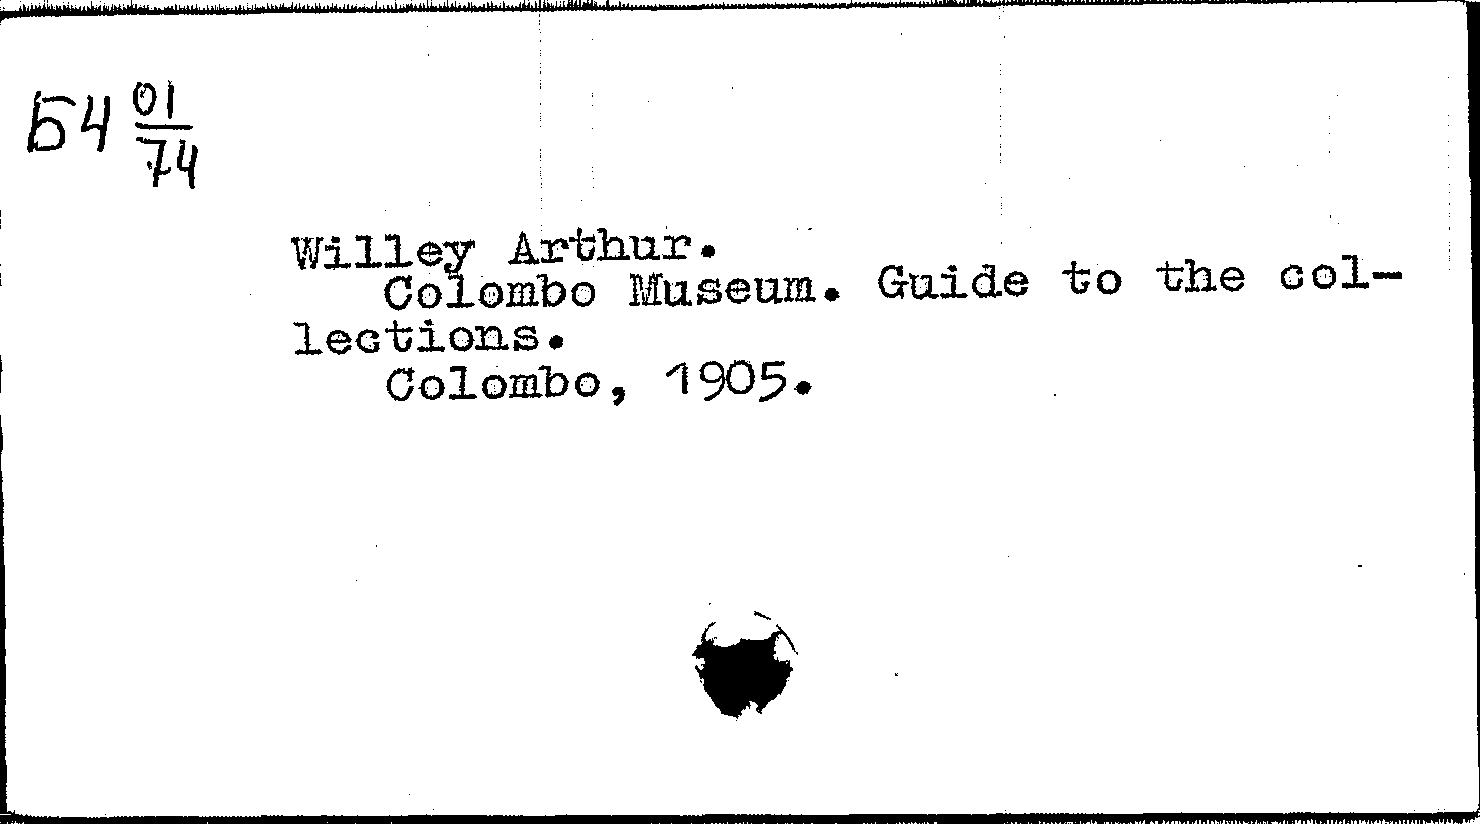 Б4 01/74
Willey Arthur.
Colombo Museum. Guide to the col-
lections.
Colombo, 1905.